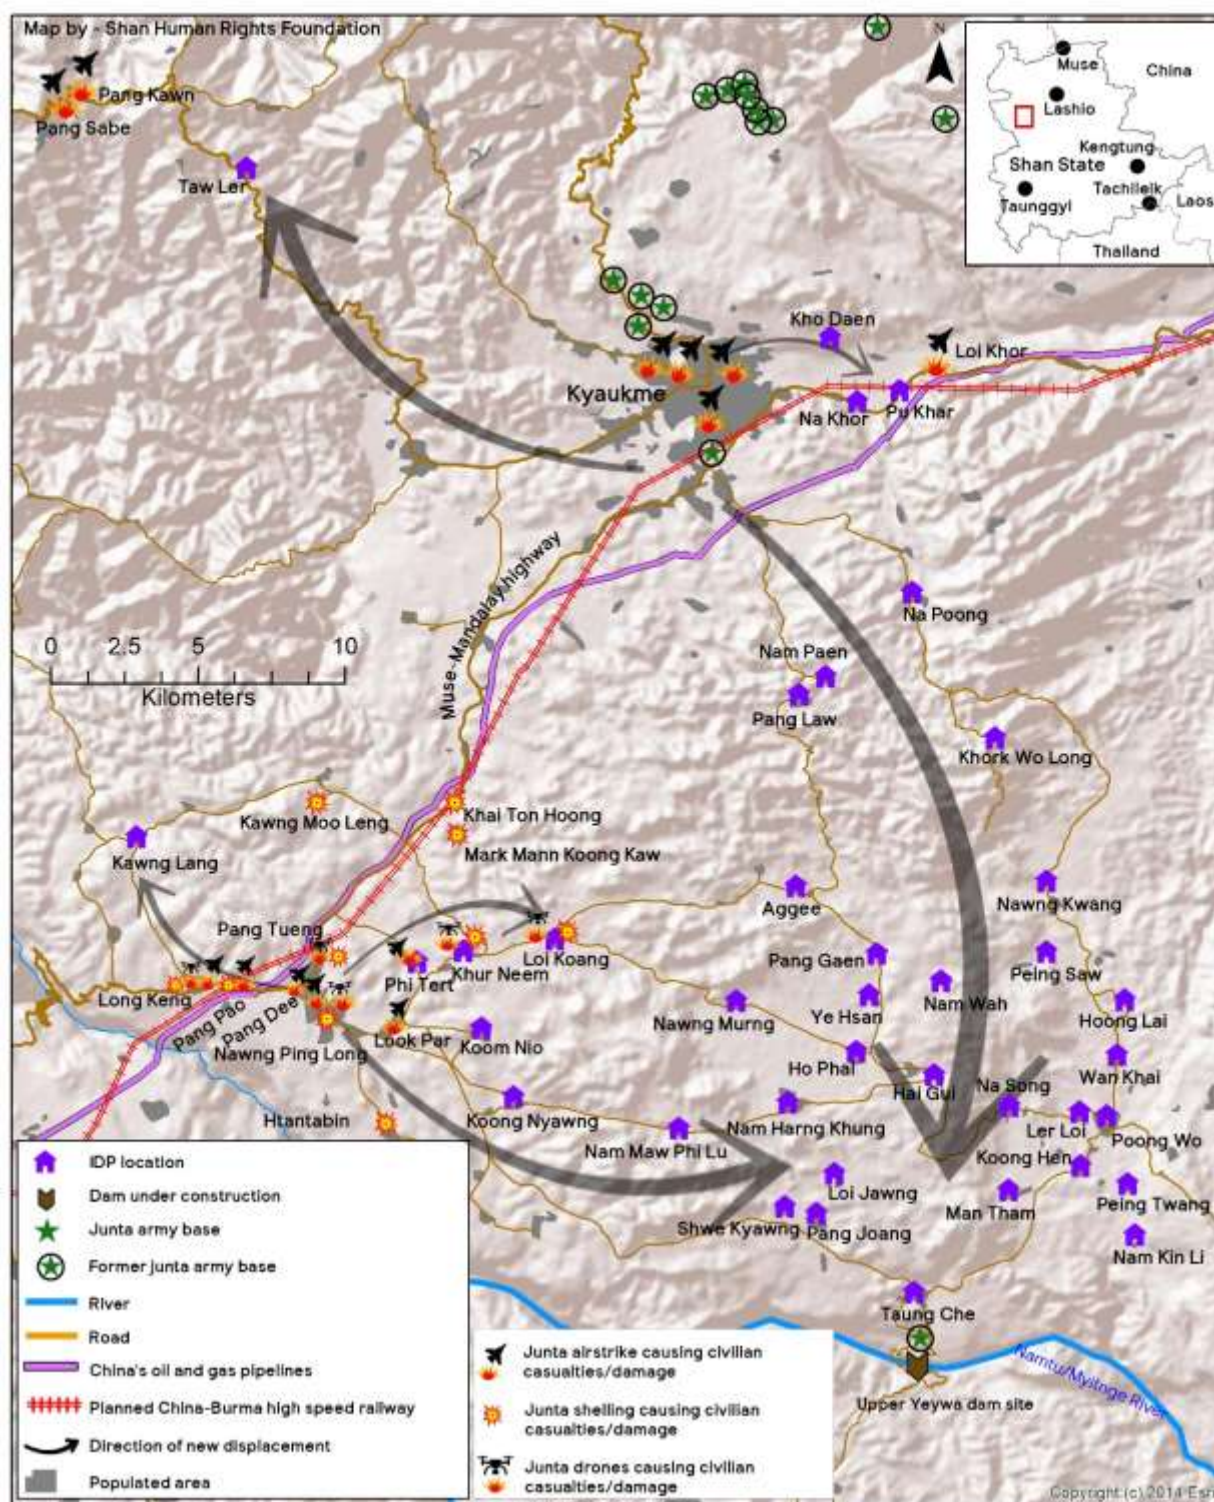 Map by - Shan Human Rights Foundation
N
Muse
China
Lashio
Kengtung
Shan State
Tachileik
Laos
Taunggyi
Thailand
Pang Kawn
Pang Sabe
Taw Ler
Kho Daen
Loi Khor
Kyaukme
Na Khor
Pu Khar
Muse-Mandalay highway
Na Poong
0 2.5 5 10
Kilometers
Nam Paen
Pang Law
Khork Wo Long
Kawng Moo Leng
Khai Ton Hoong
Mark Mann Koong Kaw
Kawng Lang
Aggee
Nawng Kwang
Pang Tueng
Loi Koang
Khur Neem
Phi Tert
Pang Gaen
Peing Saw
Long Keng
Pang Pao
Pang Dee
Nawng Ping Long
Look Par
Koom Nio
Nawng Murng
Ye Hsan
Nam Wah
Hoong Lai
Ho Phai
Hai Gui
Na Song
Wan Khai
Htantabin
Koong Nyawng
Nam Maw Phi Lu
Nam Harng Khung
Ler Loi
Poong Wo
Koong Hen
Loi Jawng
Man Tham
Peing Twang
Shwe Kyawng
Pang Joang
Nam Kin Li
Taung Che
Namtu/Myitnge River
Upper Yeywa dam site
IDP location
Dam under construction
Junta army base
Former junta army base
River
Road
China's oil and gas pipelines
Planned China-Burma high speed railway
Direction of new displacement
Populated area
Junta airstrike causing civilian
casualties/damage
Junta shelling causing civilian
casualties/damage
Junta drones causing civilian
casualties/damage
Copyright:(c) 2014 Esri